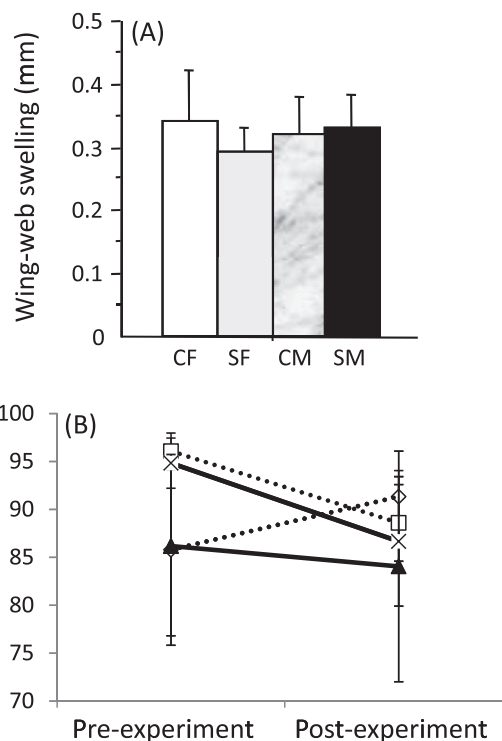 (A)
Wing-web swelling (mm)
0.5
0.4
0.3
0.2
0.1
0
CF SF CM SM
(B)
100
95
90
85
80
75
70
Pre-experiment Post-experiment